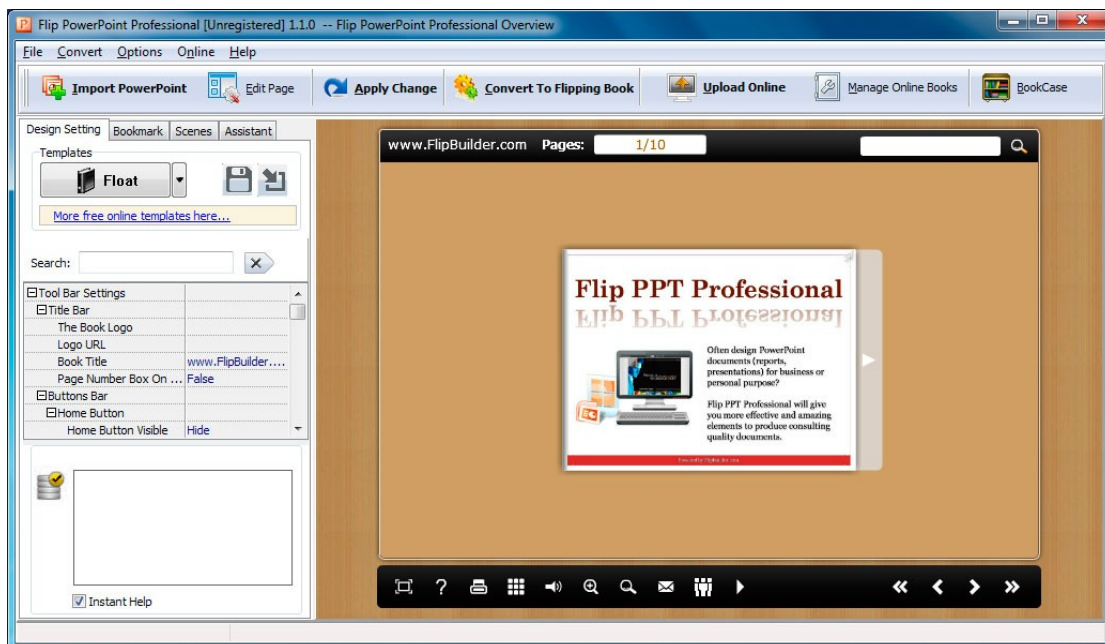 Flip PowerPoint Professional [Unregistered] 1.1.0 -- Flip PowerPoint Professional Overview
File Convert Options Online Help
Import PowerPoint Edit Page Apply Change Convert To Flipping Book Upload Online Manage Online Books BookCase
Design Setting Bookmark Scenes Assistant
Templates
Float
More free online templates here...
Search:
Tool Bar Settings
Title Bar
The Book Logo
Logo URL
Book Title www.FlipBuilder....
Page Number Box On ... False
Buttons Bar
Home Button
Home Button Visible Hide
Instant Help
www.FlipBuilder.com Pages: 1/10
Flip PPT Professional
Often design PowerPoint
documents (reports,
presentations) for business or
personal purpose?
Flip PPT Professional will give
you more effective and amazing
elements to produce consulting
quality documents.
Powered by FlipBuilder.com